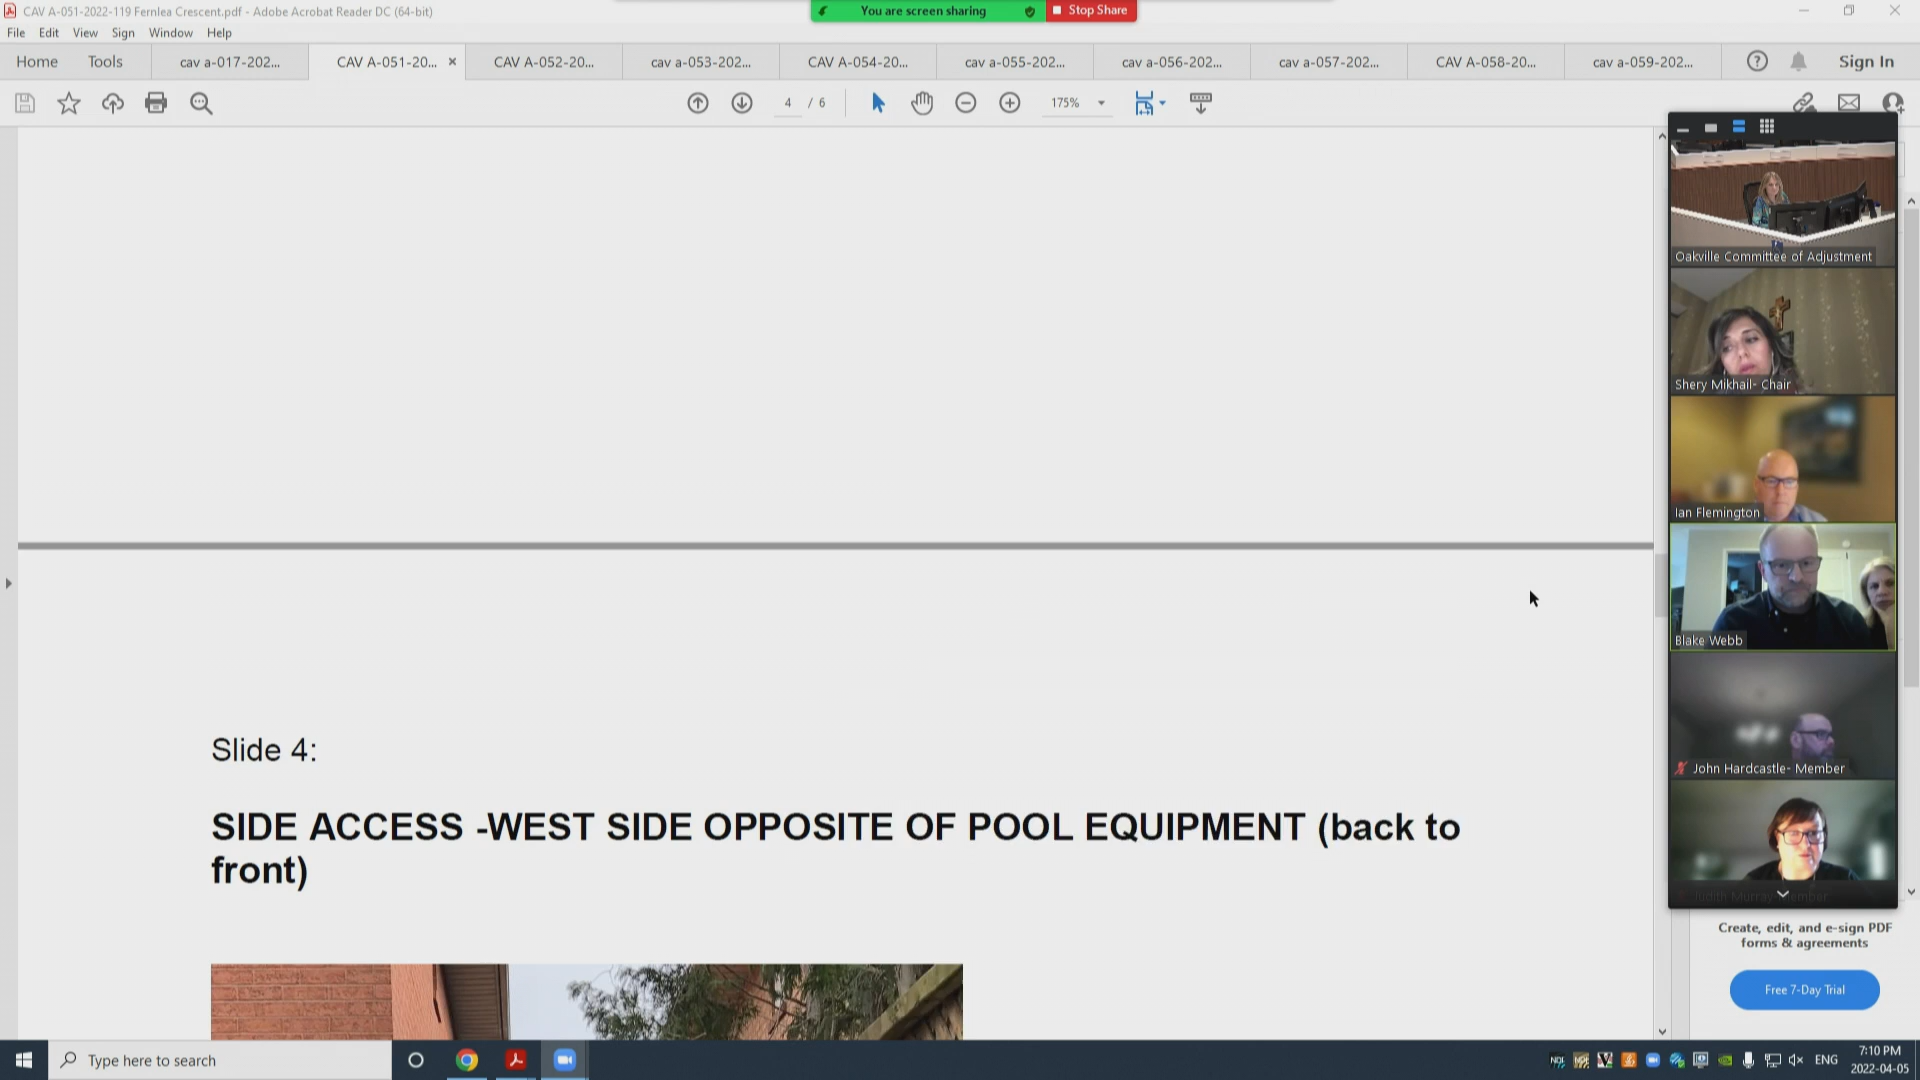 CAV A-051-2022-119 Fernlea Crescent.pdf - Adobe Acrobat Reader DC (64-bit)
You are screen sharing
Stop Share
File Edit View Sign Window Help
Home Tools cav a-017-202... CAV A-051-20... CAV A-052-20... cav a-053-202... CAV A-054-20... cav a-055-202... cav a-056-202... cav a-057-202... CAV A-058-20... cav a-059-202... Sign In
4 / 6 175%
Oakville Committee of Adjustment
Shery Mikhail- Chair
Ian Flemington
Blake Webb
John Hardcastle- Member
Judith Murray-Member
Slide 4:
SIDE ACCESS -WEST SIDE OPPOSITE OF POOL EQUIPMENT (back to
front)
Create, edit, and e-sign PDF
forms & agreements
Free 7-Day Trial
Type here to search
ENG
7:10 PM
2022-04-05